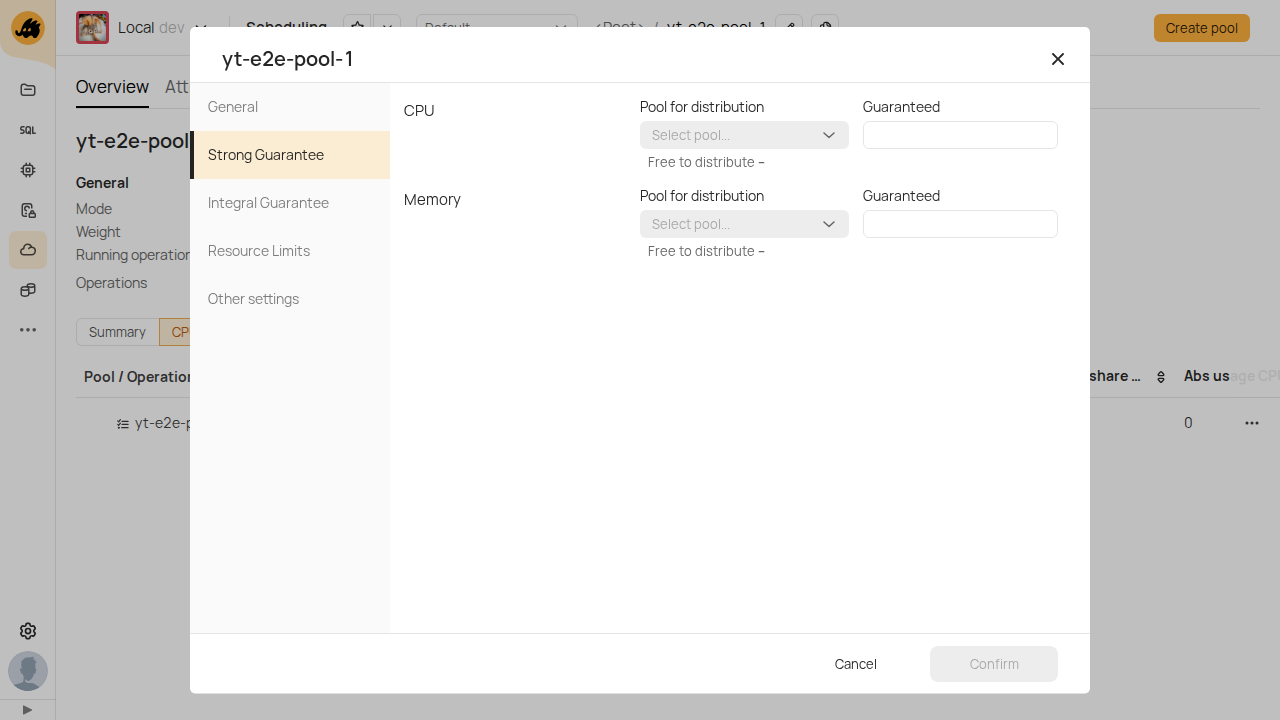 Local dev
Scheduling
Default
<Root> / yt-e2e-pool-1
Create pool
yt-e2e-pool-1
Overview
Att
yt-e2e-pool
General
Mode
Weight
Running operation
Operations
Summary
CP
Pool / Operation
share ...
Abs usage CPU
yt-e2e-p
0
SQL
General
Strong Guarantee
Integral Guarantee
Resource Limits
Other settings
CPU
Pool for distribution
Guaranteed
Select pool...
Free to distribute –
Memory
Pool for distribution
Guaranteed
Select pool...
Free to distribute –
Cancel
Confirm